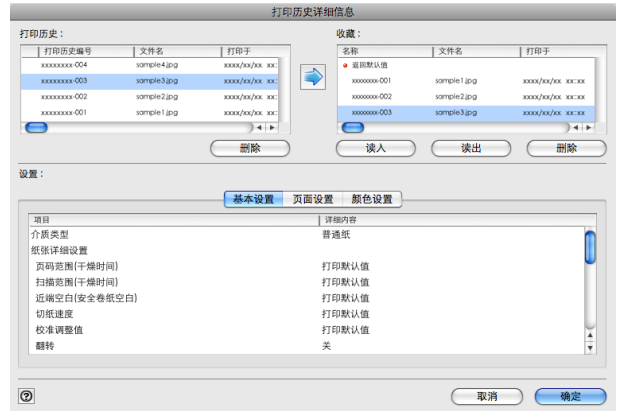 打印历史详细信息
打印历史：
打印历史编号 文件名 打印于
xxxxxxxx-004 sample4.jpg xxxx/xx/xx xx:
xxxxxxxx-003 sample3.jpg xxxx/xx/xx xx:
xxxxxxxx-002 sample2.jpg xxxx/xx/xx xx:
xxxxxxxx-001 sample1.jpg xxxx/xx/xx xx:
删除
收藏：
名称 文件名 打印于
返回默认值
xxxxxxxx-001 sample1.jpg xxxx/xx/xx xx:xx
xxxxxxxx-002 sample2.jpg xxxx/xx/xx xx:xx
xxxxxxxx-003 sample3.jpg xxxx/xx/xx xx:xx
读入 读出 删除
设置：
基本设置 页面设置 颜色设置
项目 详细内容
介质类型 普通纸
纸张详细设置
页码范围(干燥时间) 打印默认值
扫描范围(干燥时间) 打印默认值
近端空白(安全卷纸空白) 打印默认值
切纸速度 打印默认值
校准调整值 打印默认值
翻转 关
? 取消 确定